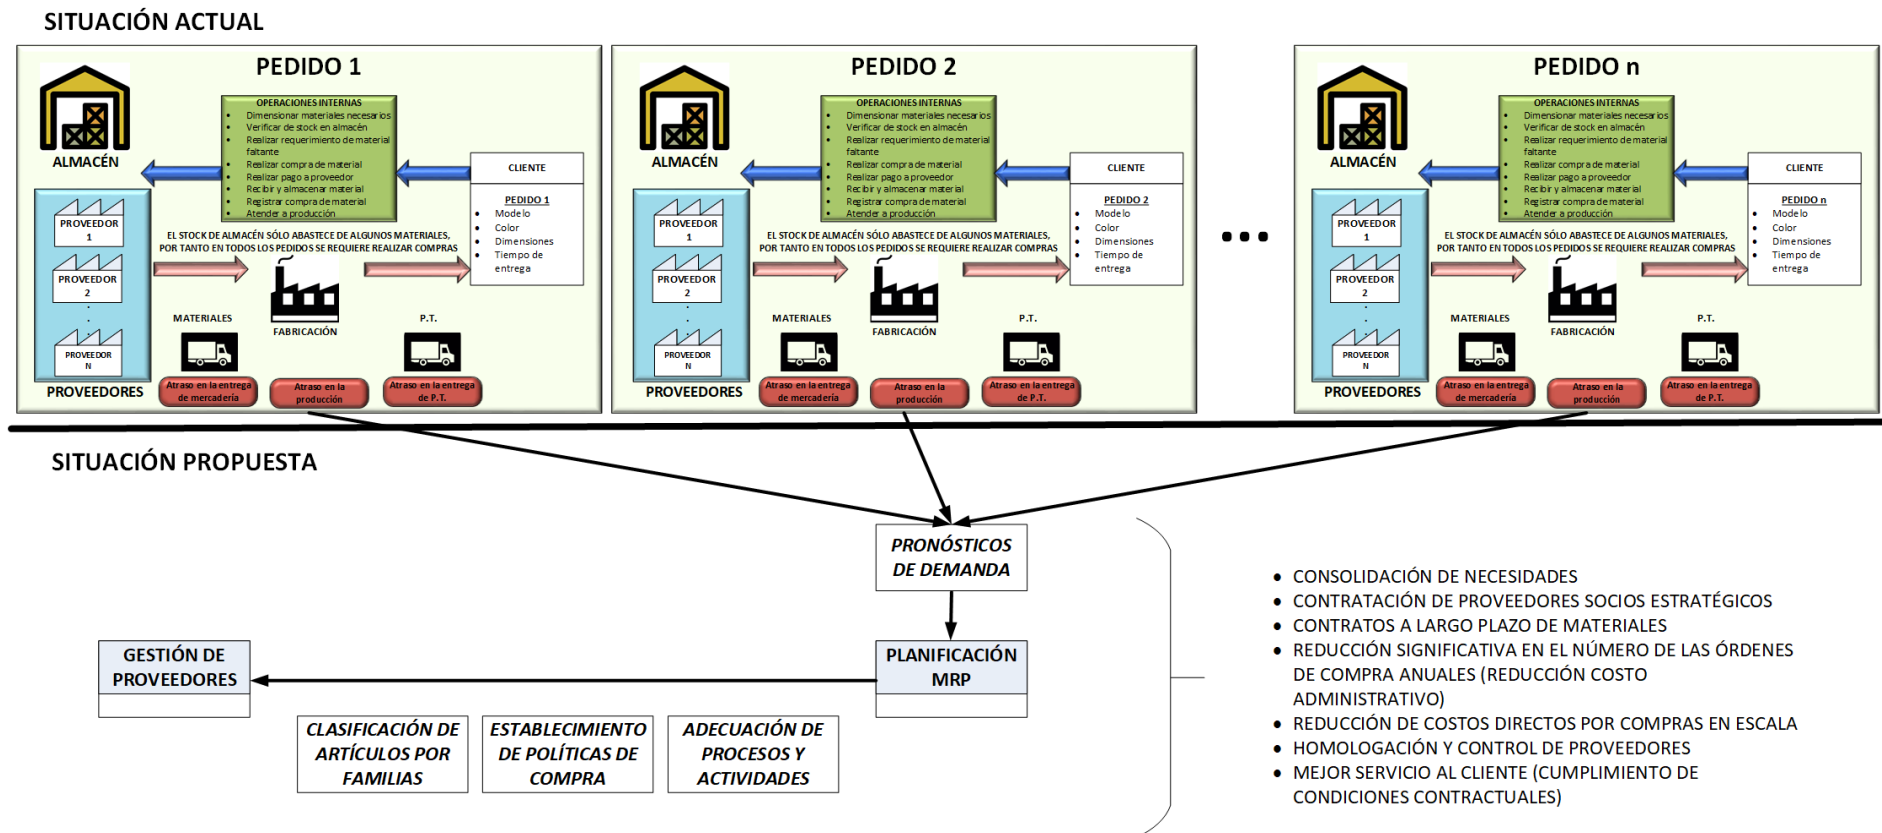 SITUACIÓN ACTUAL
PEDIDO 1
ALMACÉN
OPERACIONES INTERNAS
• Dimensionar materiales necesarios
• Verificar de stock en almacén
• Realizar requerimiento de material
faltante
• Realizar compra de material
• Realizar pago a proveedor
• Recibir y almacenar material
• Registrar compra de material
• Atender a producción
CLIENTE
PEDIDO 1
• Modelo
• Color
• Dimensiones
• Tiempo de
entrega
EL STOCK DE ALMACÉN SÓLO ABASTECE DE ALGUNOS MATERIALES,
POR TANTO EN TODOS LOS PEDIDOS SE REQUIERE REALIZAR COMPRAS
PROVEEDOR
1
PROVEEDOR
2
.
.
.
PROVEEDOR
N
PROVEEDORES
MATERIALES
FABRICACIÓN
P.T.
Atraso en la entrega
de mercadería
Atraso en la
producción
Atraso en la entrega
de P.T.
PEDIDO 2
ALMACÉN
OPERACIONES INTERNAS
• Dimensionar materiales necesarios
• Verificar de stock en almacén
• Realizar requerimiento de material
faltante
• Realizar compra de material
• Realizar pago a proveedor
• Recibir y almacenar material
• Registrar compra de material
• Atender a producción
CLIENTE
PEDIDO 2
• Modelo
• Color
• Dimensiones
• Tiempo de
entrega
EL STOCK DE ALMACÉN SÓLO ABASTECE DE ALGUNOS MATERIALES,
POR TANTO EN TODOS LOS PEDIDOS SE REQUIERE REALIZAR COMPRAS
PROVEEDOR
1
PROVEEDOR
2
.
.
.
PROVEEDOR
N
PROVEEDORES
MATERIALES
FABRICACIÓN
P.T.
Atraso en la entrega
de mercadería
Atraso en la
producción
Atraso en la entrega
de P.T.
...
PEDIDO n
ALMACÉN
OPERACIONES INTERNAS
• Dimensionar materiales necesarios
• Verificar de stock en almacén
• Realizar requerimiento de material
faltante
• Realizar compra de material
• Realizar pago a proveedor
• Recibir y almacenar material
• Registrar compra de material
• Atender a producción
CLIENTE
PEDIDO n
• Modelo
• Color
• Dimensiones
• Tiempo de
entrega
EL STOCK DE ALMACÉN SÓLO ABASTECE DE ALGUNOS MATERIALES,
POR TANTO EN TODOS LOS PEDIDOS SE REQUIERE REALIZAR COMPRAS
PROVEEDOR
1
PROVEEDOR
2
.
.
.
PROVEEDOR
N
PROVEEDORES
MATERIALES
FABRICACIÓN
P.T.
Atraso en la entrega
de mercadería
Atraso en la
producción
Atraso en la entrega
de P.T.
SITUACIÓN PROPUESTA
PRONÓSTICOS
DE DEMANDA
PLANIFICACIÓN
MRP
GESTIÓN DE
PROVEEDORES
CLASIFICACIÓN DE
ARTÍCULOS POR
FAMILIAS
ESTABLECIMIENTO
DE POLÍTICAS DE
COMPRA
ADECUACIÓN DE
PROCESOS Y
ACTIVIDADES
• CONSOLIDACIÓN DE NECESIDADES
• CONTRATACIÓN DE PROVEEDORES SOCIOS ESTRATÉGICOS
• CONTRATOS A LARGO PLAZO DE MATERIALES
• REDUCCIÓN SIGNIFICATIVA EN EL NÚMERO DE LAS ÓRDENES
DE COMPRA ANUALES (REDUCCIÓN COSTO
ADMINISTRATIVO)
• REDUCCIÓN DE COSTOS DIRECTOS POR COMPRAS EN ESCALA
• HOMOLOGACIÓN Y CONTROL DE PROVEEDORES
• MEJOR SERVICIO AL CLIENTE (CUMPLIMIENTO DE
CONDICIONES CONTRACTUALES)